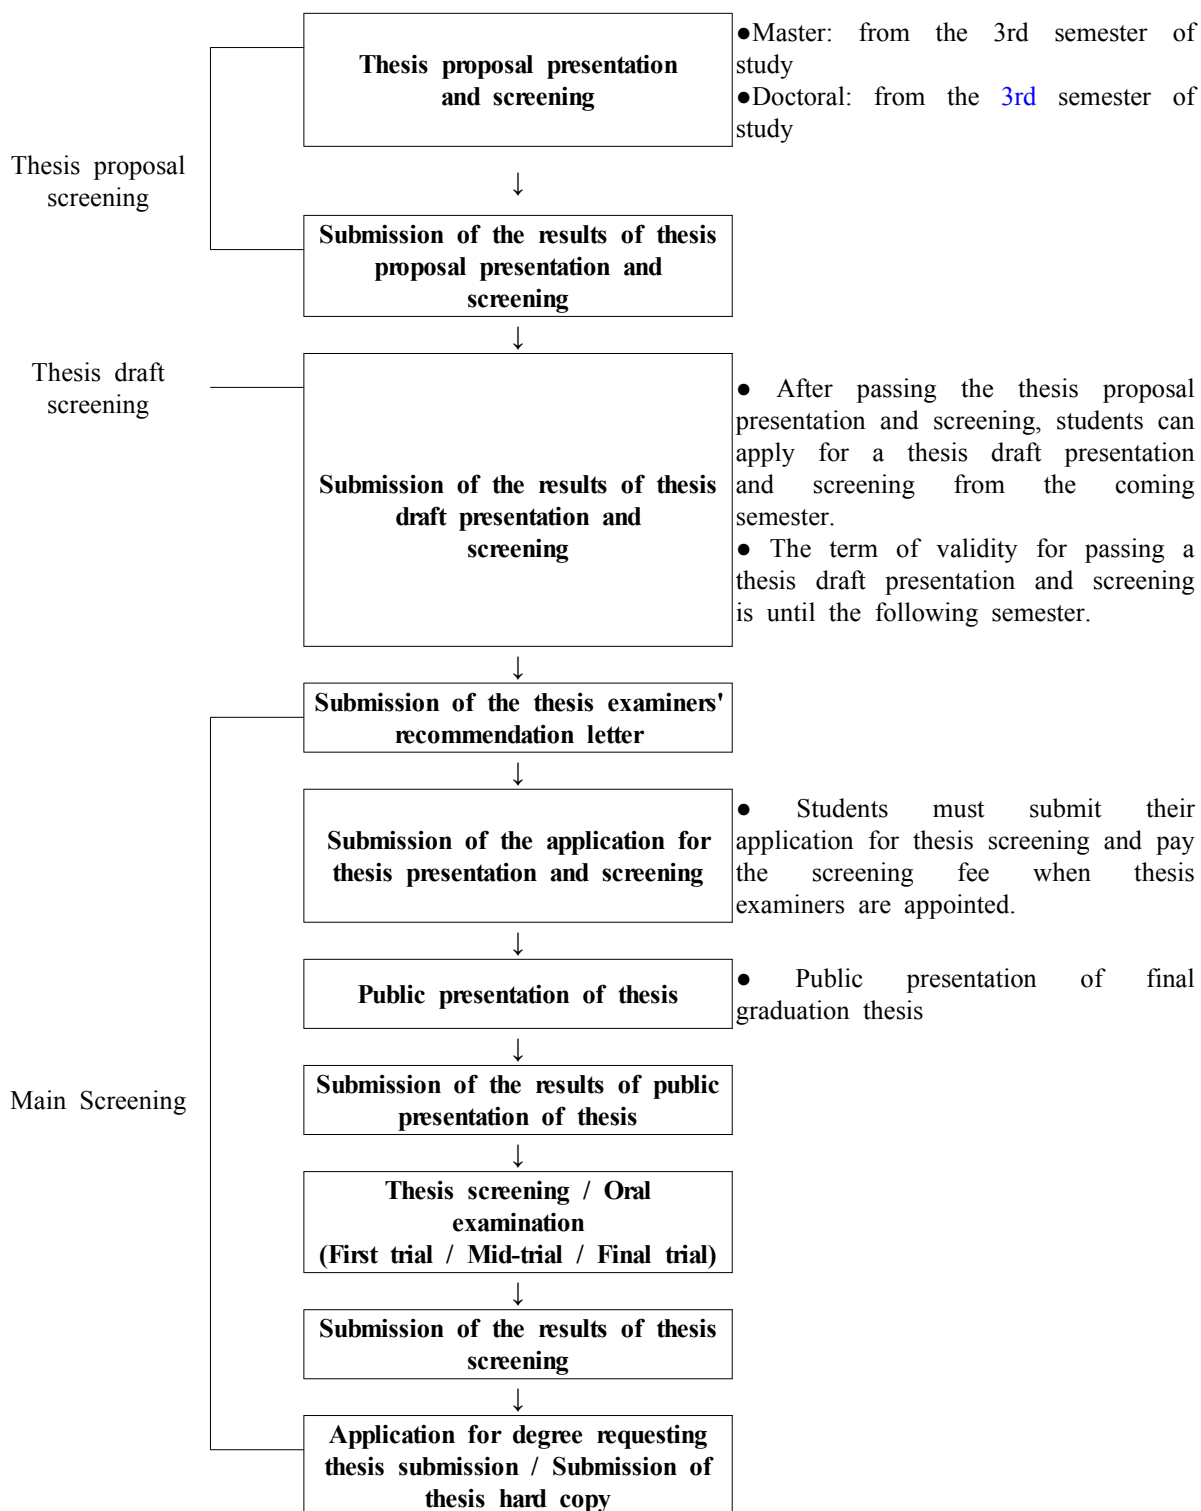 Thesis proposal
screening
Thesis proposal presentation
and screening
●Master: from the 3rd semester of
study
●Doctoral: from the 3rd semester of
study
↓
Submission of the results of thesis
proposal presentation and
screening
↓
Thesis draft
screening
Submission of the results of thesis
draft presentation and
screening
● After passing the thesis proposal
presentation and screening, students can
apply for a thesis draft presentation
and screening from the coming
semester.
● The term of validity for passing a
thesis draft presentation and screening
is until the following semester.
↓
Main Screening
Submission of the thesis examiners'
recommendation letter
↓
Submission of the application for
thesis presentation and screening
● Students must submit their
application for thesis screening and pay
the screening fee when thesis
examiners are appointed.
↓
Public presentation of thesis
● Public presentation of final
graduation thesis
↓
Submission of the results of public
presentation of thesis
↓
Thesis screening / Oral
examination
(First trial / Mid-trial / Final trial)
↓
Submission of the results of thesis
screening
↓
Application for degree requesting
thesis submission / Submission of
thesis hard copy